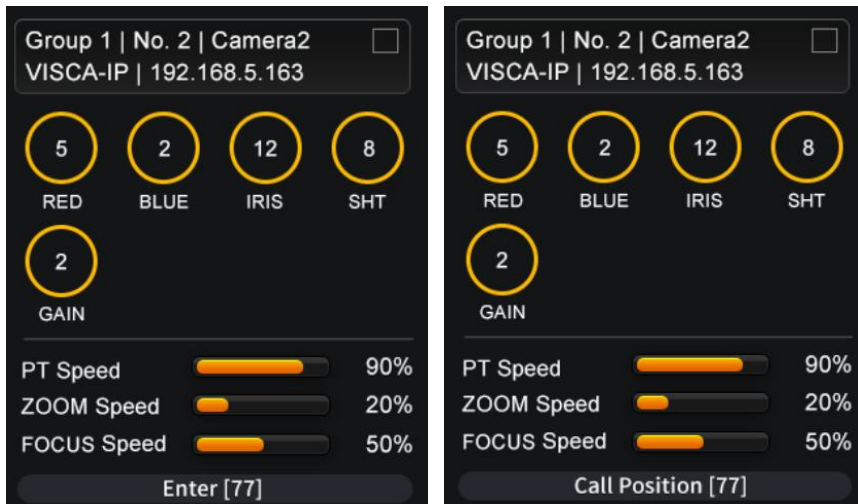 Group 1 | No. 2 | Camera2
VISCA-IP | 192.168.5.163
5 2 12 8
RED BLUE IRIS SHT
2
GAIN
PT Speed 90%
ZOOM Speed 20%
FOCUS Speed 50%
Enter [77]
Group 1 | No. 2 | Camera2
VISCA-IP | 192.168.5.163
5 2 12 8
RED BLUE IRIS SHT
2
GAIN
PT Speed 90%
ZOOM Speed 20%
FOCUS Speed 50%
Call Position [77]